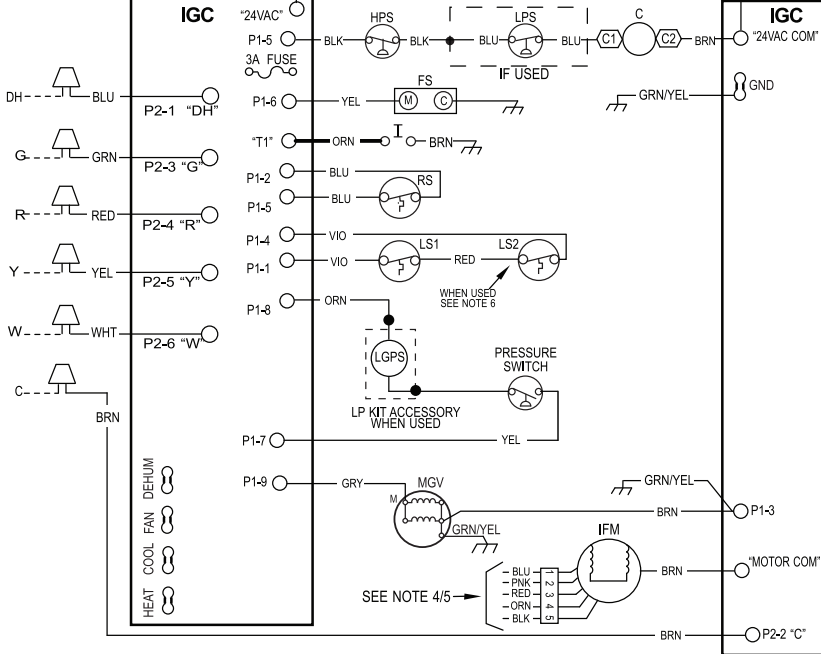 IGC
"24VAC"
HPS
LPS
C
IGC
P1-5
BLK
BLK
BLU
BLU
C1
C2
BRN
"24VAC COM"
3A FUSE
IF USED
FS
GND
DH
BLU
P2-1 "DH"
P1-6
YEL
M
C
GRN/YEL
"T1"
ORN
I
BRN
G
GRN
P2-3 "G"
P1-2
BLU
RS
P1-5
BLU
R
RED
P2-4 "R"
P1-4
VIO
LS1
LS2
P1-1
VIO
RED
Y
YEL
P2-5 "Y"
WHEN USED
SEE NOTE 6
P1-8
ORN
W
WHT
P2-6 "W"
LGPS
PRESSURE
SWITCH
C
BRN
LP KIT ACCESSORY
WHEN USED
P1-7
YEL
DEHUM
P1-9
GRY
M
MGV
GRN/YEL
FAN
BRN
P1-3
GRN/YEL
IFM
COOL
BLU
1
PNK
2
RED
3
ORN
4
BLK
5
BRN
"MOTOR COM"
HEAT
SEE NOTE 4/5
BRN
P2-2 "C"